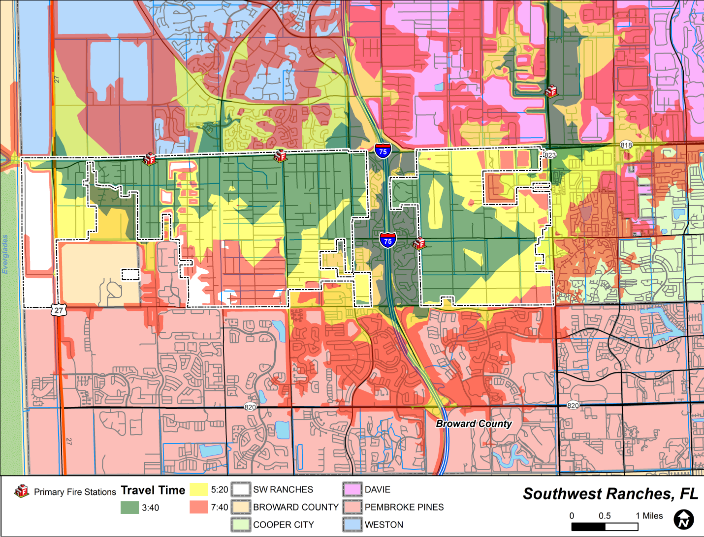 27
75
818
823
75
Everglades
27
820
820
27
Broward County
Primary Fire Stations
Travel Time
3:40
5:20
7:40
SW RANCHES
BROWARD COUNTY
COOPER CITY
DAVIE
PEMBROKE PINES
WESTON
Southwest Ranches, FL
0 0.5 1 Miles
N